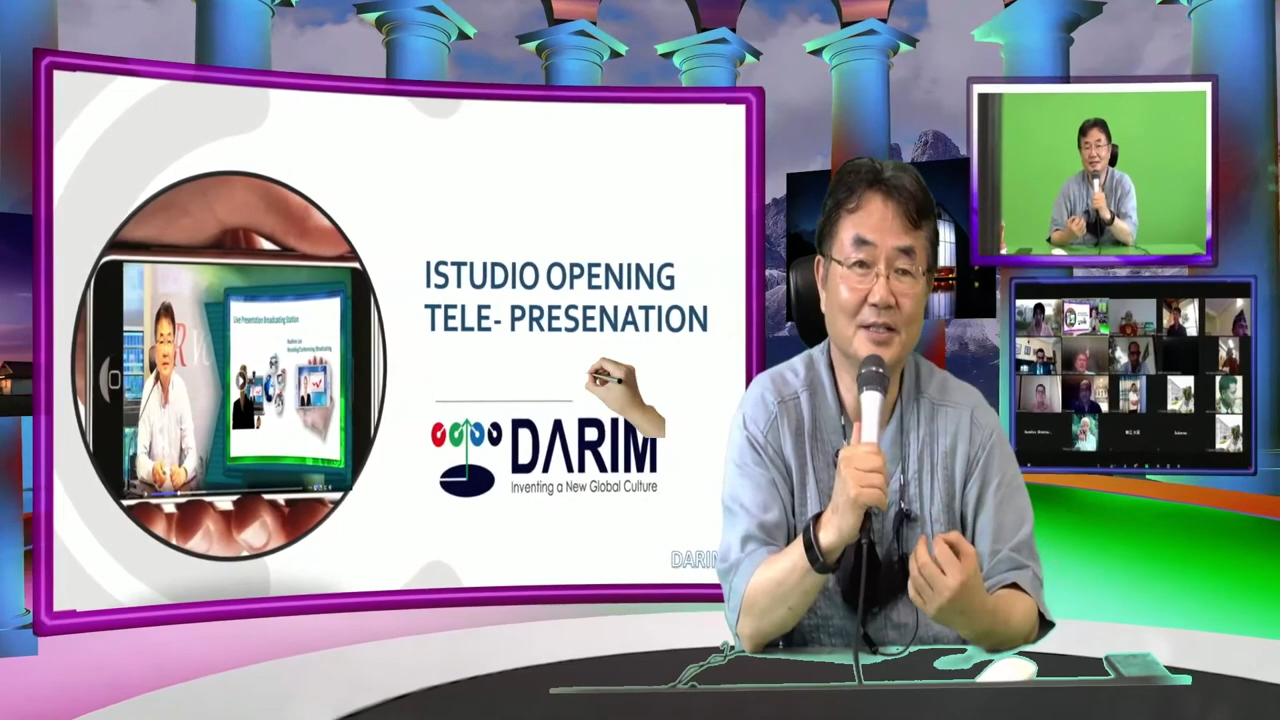 ISTUDIO OPENING
TELE- PRESENATION
DARIM
Inventing a New Global Culture
DARIM
Live Presentation Broadcasting Station